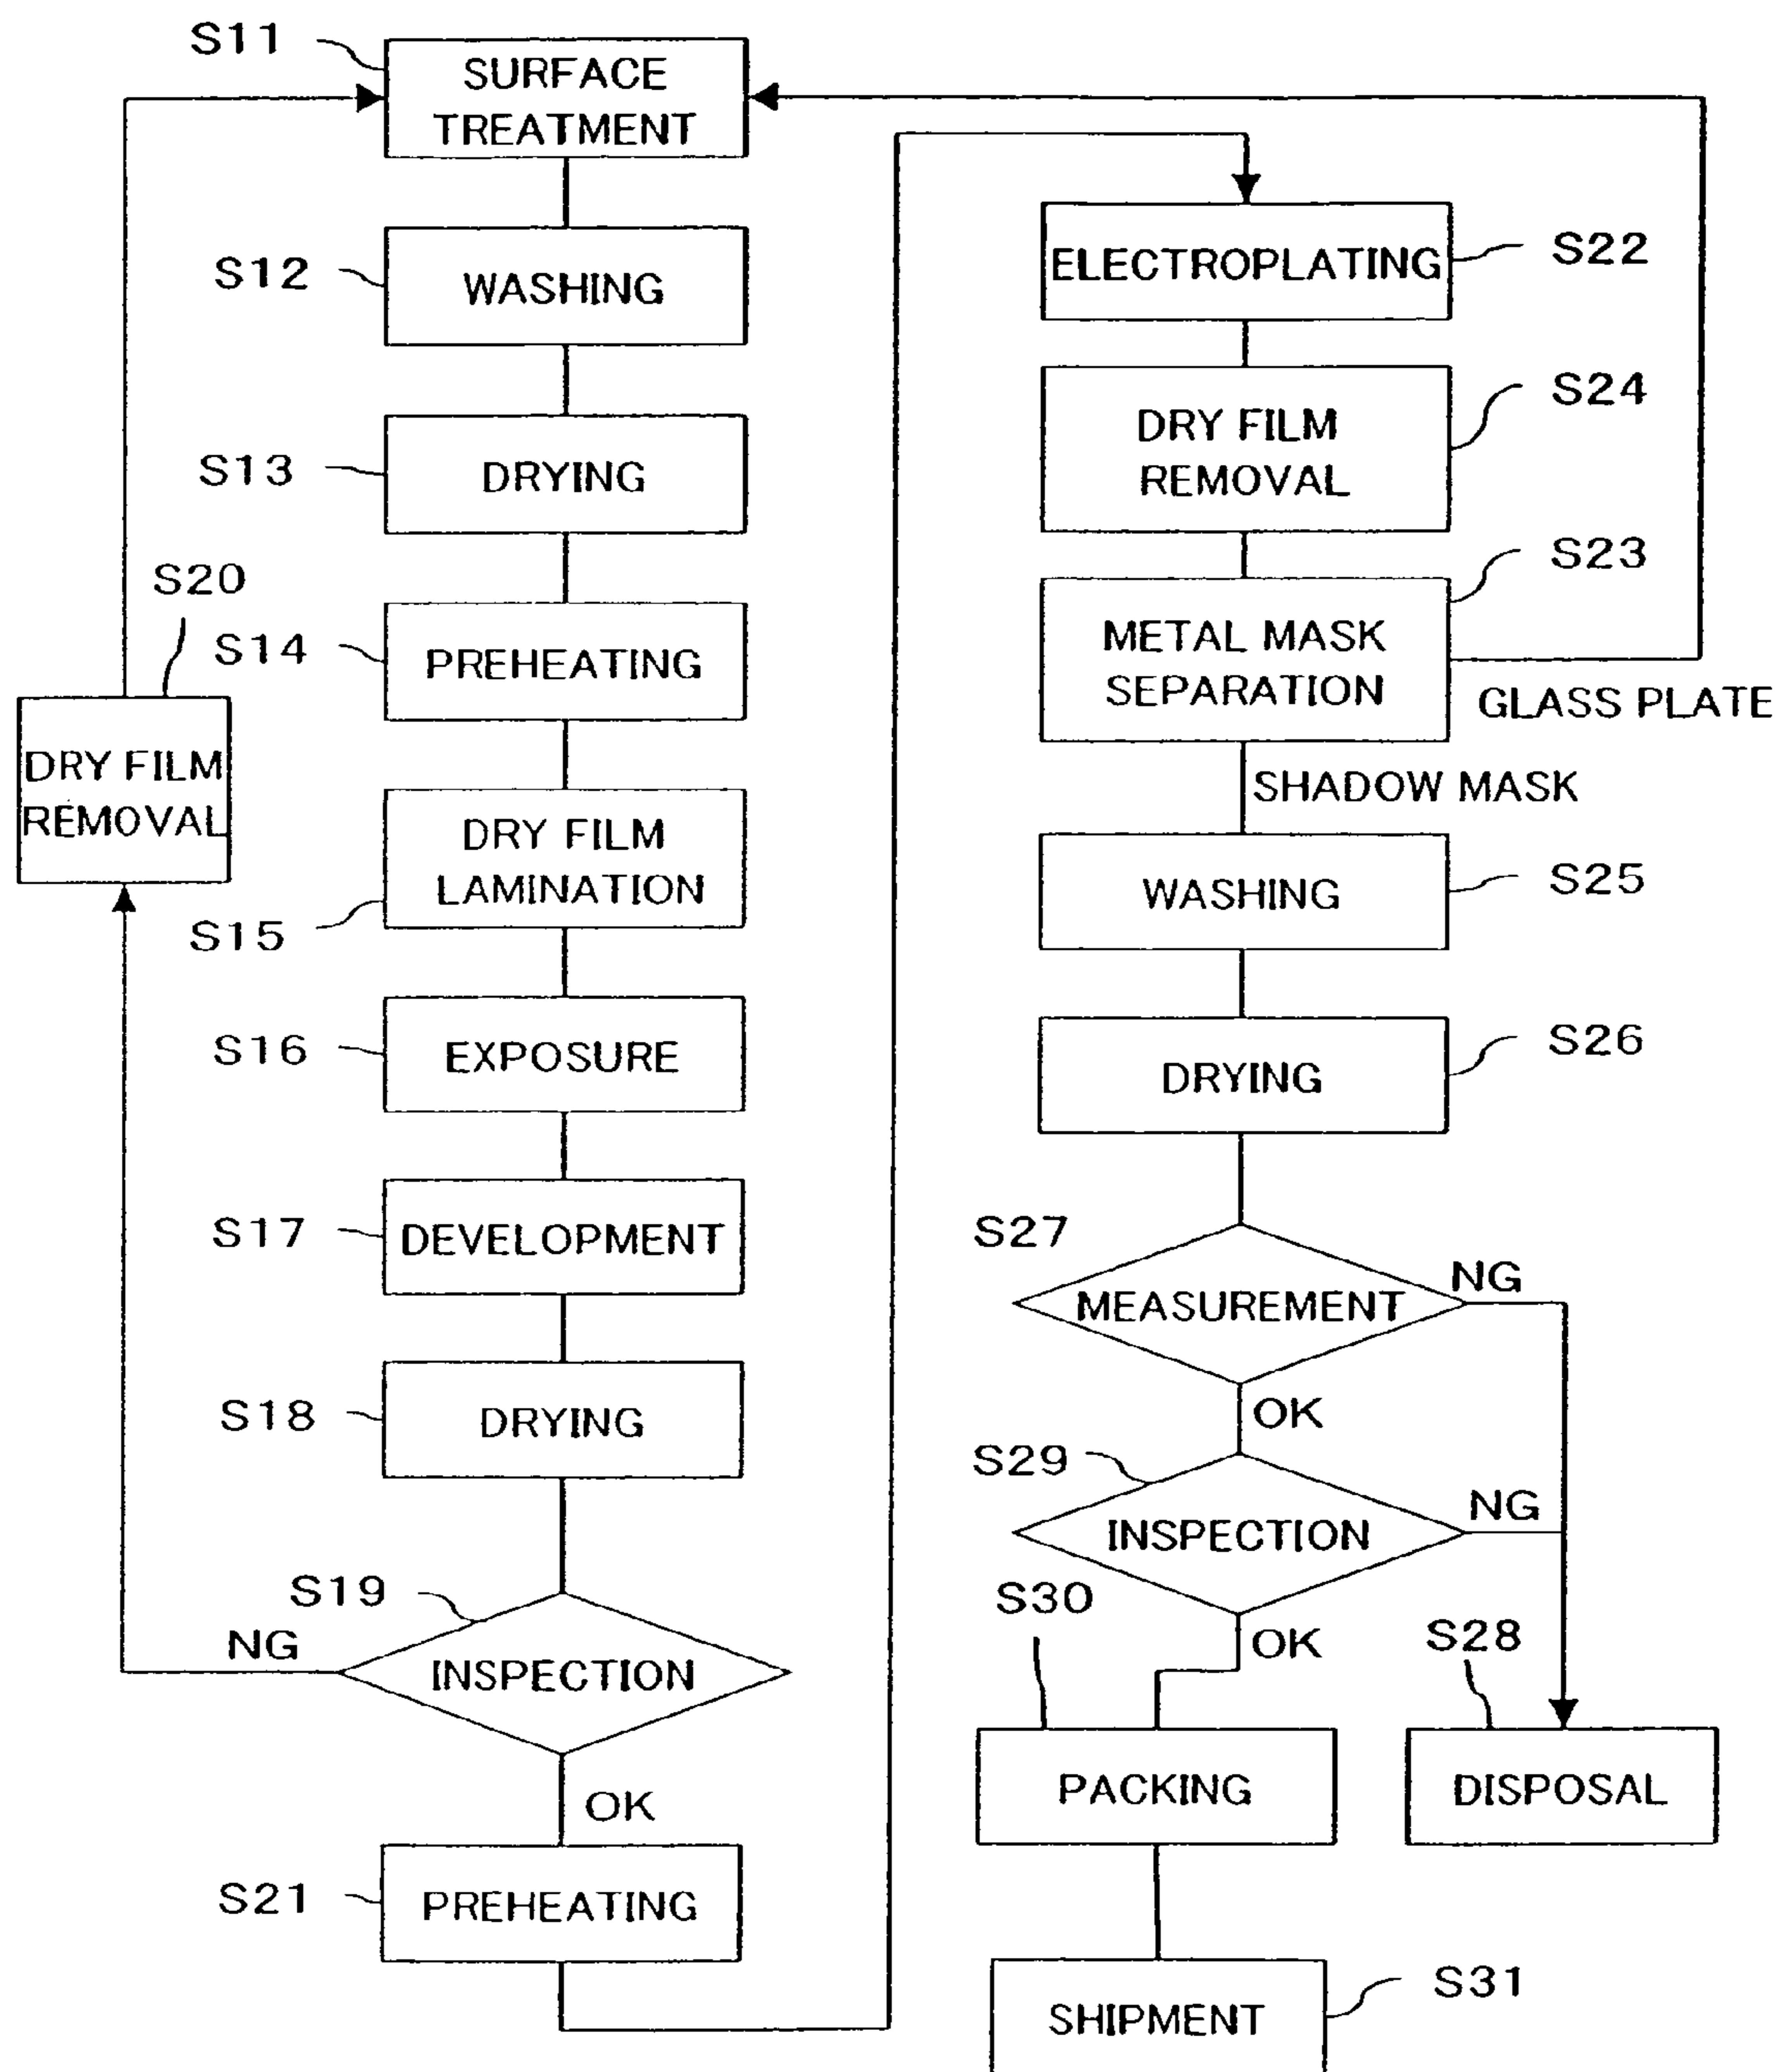 S11
SURFACE
TREATMENT
S12
WASHING
S13
DRYING
S14
PREHEATING
S20
DRY FILM
REMOVAL
DRY FILM
LAMINATION
S15
S16
EXPOSURE
S17
DEVELOPMENT
S18
DRYING
S19
NG
INSPECTION
OK
S21
PREHEATING
ELECTROPLATING
S22
S24
DRY FILM
REMOVAL
S23
METAL MASK
SEPARATION
GLASS PLATE
SHADOW MASK
WASHING
S25
S26
DRYING
S27
MEASUREMENT
NG
OK
S29
INSPECTION
NG
S30
OK
S28
PACKING
DISPOSAL
S31
SHIPMENT